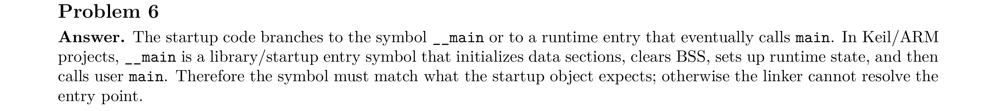 Problem 6
Answer. The startup code branches to the symbol __main or to a runtime entry that eventually calls main. In Keil/ARM
projects, __main is a library/startup entry symbol that initializes data sections, clears BSS, sets up runtime state, and then
calls user main. Therefore the symbol must match what the startup object expects; otherwise the linker cannot resolve the
entry point.